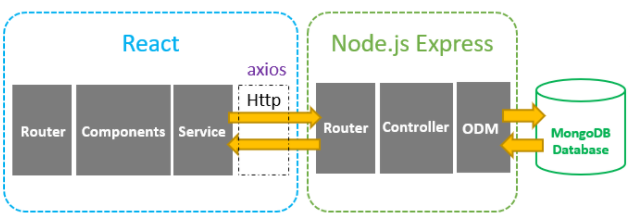 React
Node.js Express
axios
Http
Router
Components
Service
Router
Controller
ODM
MongoDB
Database